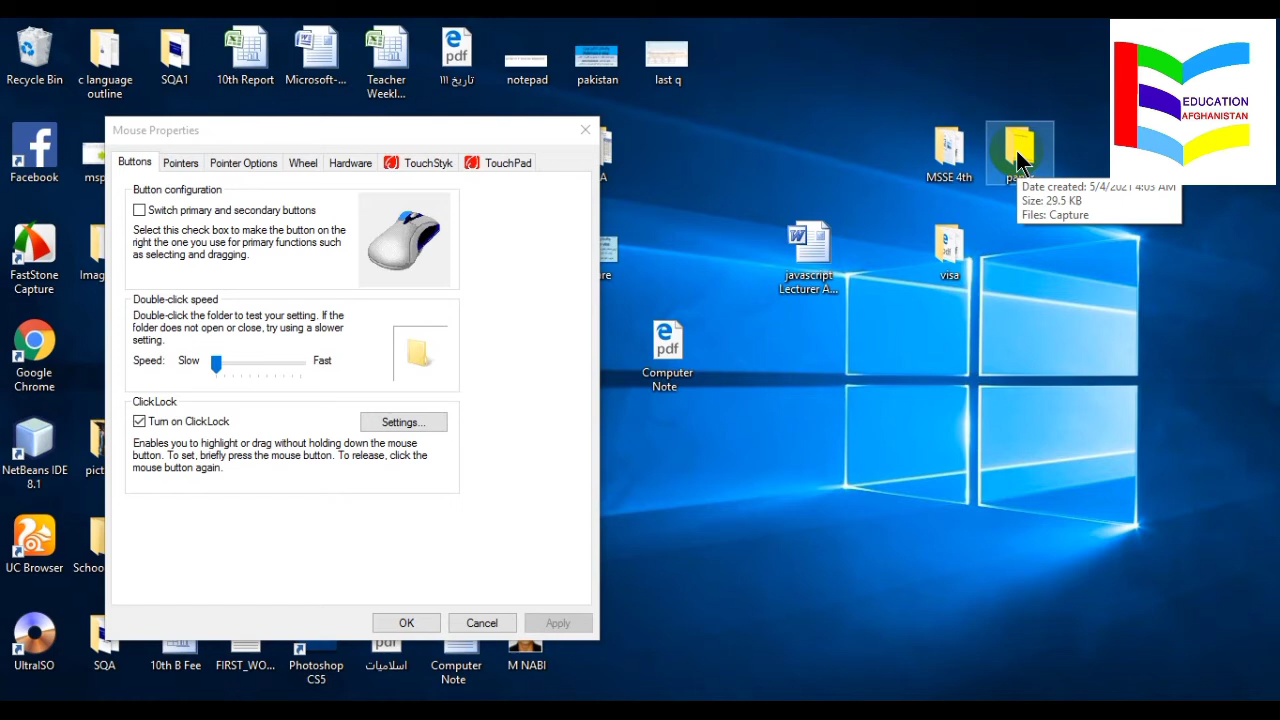 Recycle Bin
c language
outline
SQA1
10th Report
Microsoft-...
Teacher
Weekl...
تاريخ ١١١
notepad
pakistan
last q
EDUCATION
AFGHANISTAN
Mouse Properties
Buttons
Pointers
Pointer Options
Wheel
Hardware
TouchStyk
TouchPad
Button configuration
Switch primary and secondary buttons
Select this check box to make the button on
the right the one you use for primary functions such
as selecting and dragging.
Double-click speed
Double-click the folder to test your setting. If the
folder does not open or close, try using a slower
setting.
Speed:
Slow
Fast
ClickLock
Turn on ClickLock
Settings...
Enables you to highlight or drag without holding down the mouse
button. To set, briefly press the mouse button. To release, click the
mouse button again.
OK
Cancel
Apply
Facebook
FastStone
Capture
Google
Chrome
NetBeans IDE
8.1
UC Browser
UltraISO
MSSE 4th
Date created: 5/4/2021 4:03 AM
Size: 29.5 KB
Files: Capture
javascript
Lecturer A...
visa
pdf
Computer
Note
SQA
10th B Fee
FIRST_WO...
Photoshop
CS5
اسلاميات
Computer
Note
M NABI